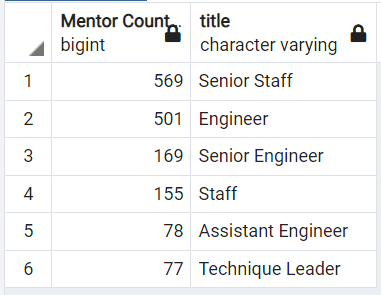 Mentor Count.. title
bigint character varying
1 569 Senior Staff
2 501 Engineer
3 169 Senior Engineer
4 155 Staff
5 78 Assistant Engineer
6 77 Technique Leader